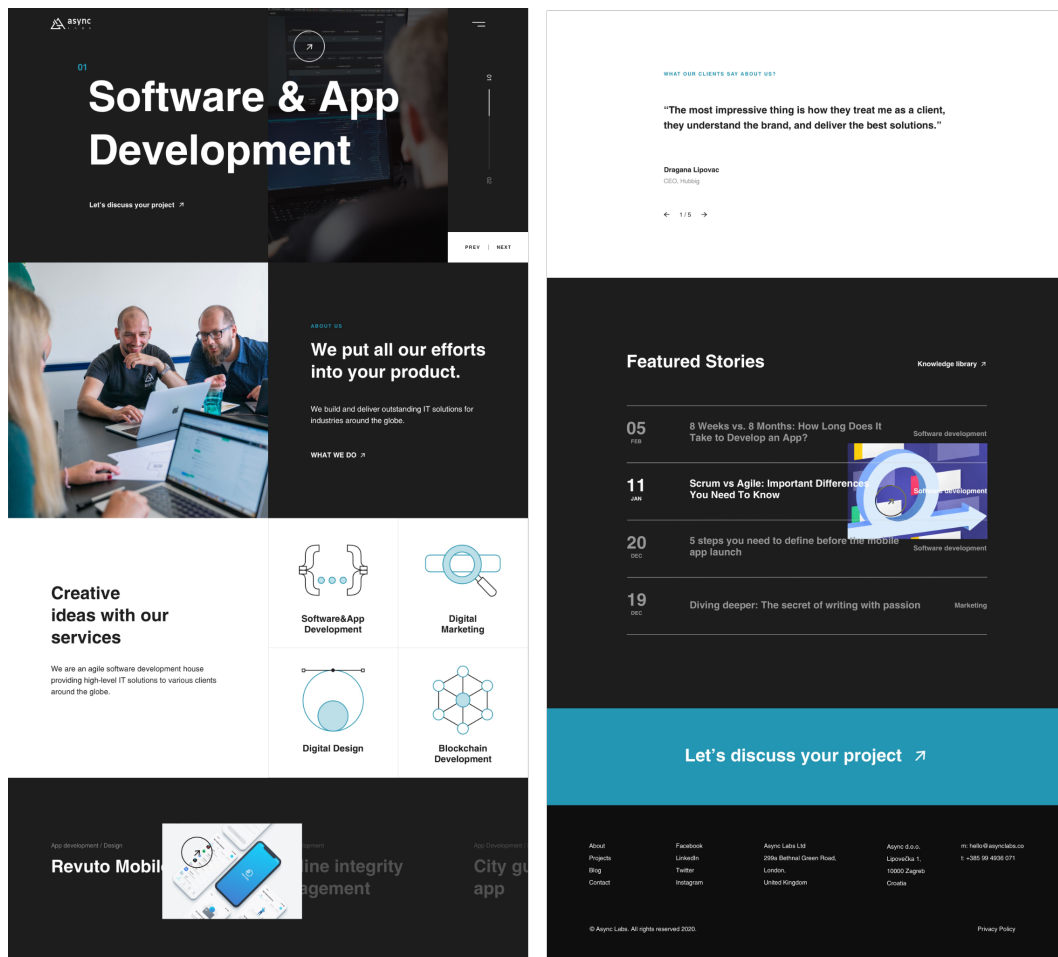 async
LABS
01
Software & App
Development
Let's discuss your project
01
02
PREV | NEXT
ABOUT US
We put all our efforts
into your product.
We build and deliver outstanding IT solutions for
industries around the globe.
WHAT WE DO
Creative
ideas with our
services
We are an agile software development house
providing high-level IT solutions to various clients
around the globe.
Software&App
Development
Digital
Marketing
Digital Design
Blockchain
Development
App development / Design
Revuto Mobil
line integrity
agement
App Development /
City gu
app
WHAT OUR CLIENTS SAY ABOUT US?
“The most impressive thing is how they treat me as a client,
they understand the brand, and deliver the best solutions.”
Dragana Lipovac
CEO, Hubbig
1 / 5
Featured Stories
Knowledge library
05
FEB
8 Weeks vs. 8 Months: How Long Does It
Take to Develop an App?
Software development
11
JAN
Scrum vs Agile: Important Differences
You Need To Know
Software development
20
DEC
5 steps you need to define before the mobile
app launch
Software development
19
DEC
Diving deeper: The secret of writing with passion
Marketing
Let’s discuss your project
About
Projects
Blog
Contact
Facebook
LinkedIn
Twitter
Instagram
Async Labs Ltd
299a Bethnal Green Road,
London,
United Kingdom
Async d.o.o.
Lipovečka 1,
10000 Zagreb
Croatia
m: hello@asynclabs.co
t: +385 99 4936 071
© Async Labs. All rights reserved 2020.
Privacy Policy